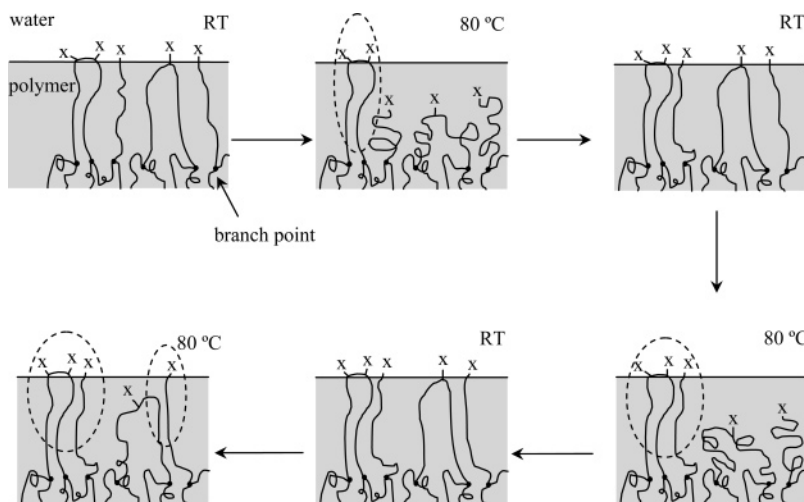 water
RT
x x x x x
polymer
branch point
80 ºC
x x
x x x
RT
x x x x x
80 ºC
x x x x
x
RT
x x x x x
80 ºC
x x x
x x